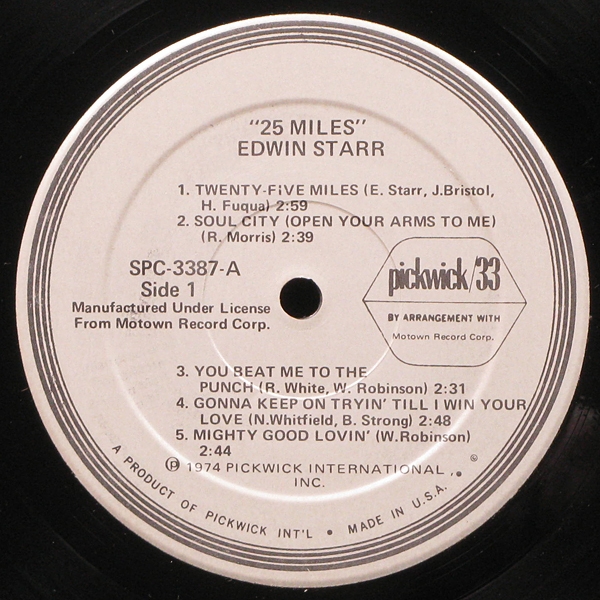 "25 MILES"
EDWIN STARR
1. TWENTY-FIVE MILES (E. Starr, J.Bristol,
H. Fuqua) 2:59
2. SOUL CITY (OPEN YOUR ARMS TO ME)
(R. Morris) 2:39
SPC-3387-A
Side 1
Manufactured Under License
From Motown Record Corp.
pickwick/33
BY ARRANGEMENT WITH
Motown Record Corp.
3. YOU BEAT ME TO THE
PUNCH (R. White, W. Robinson) 2:31
4. GONNA KEEP ON TRYIN' TILL I WIN YOUR
LOVE (N.Whitfield, B. Strong) 2:48
5. MIGHTY GOOD LOVIN' (W.Robinson)
2:44
Ⓟ 1974 PICKWICK INTERNATIONAL,
INC.
A PRODUCT OF PICKWICK INT'L • MADE IN U.S.A. • ©